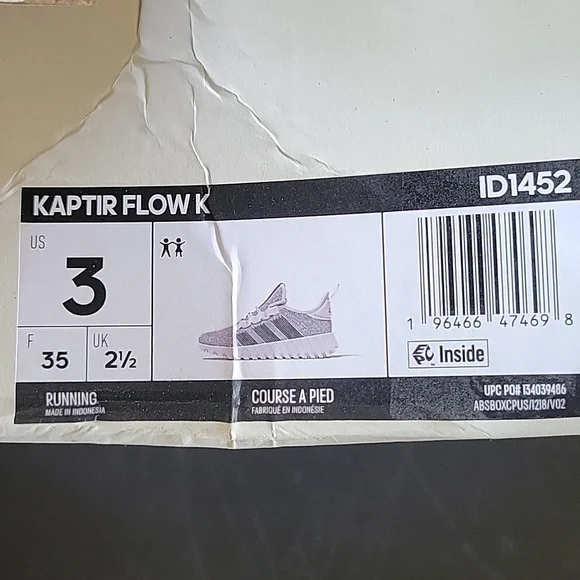 KAPTIR FLOW K
ID1452
US
3
F
35
UK
2½
1 96466 47469 8
Inside
RUNNING
MADE IN INDONESIA
COURSE A PIED
FABRIQUÉ EN INDONÉSIE
UPC PO# 134039486
ABSBOXCPUS/1218/V02